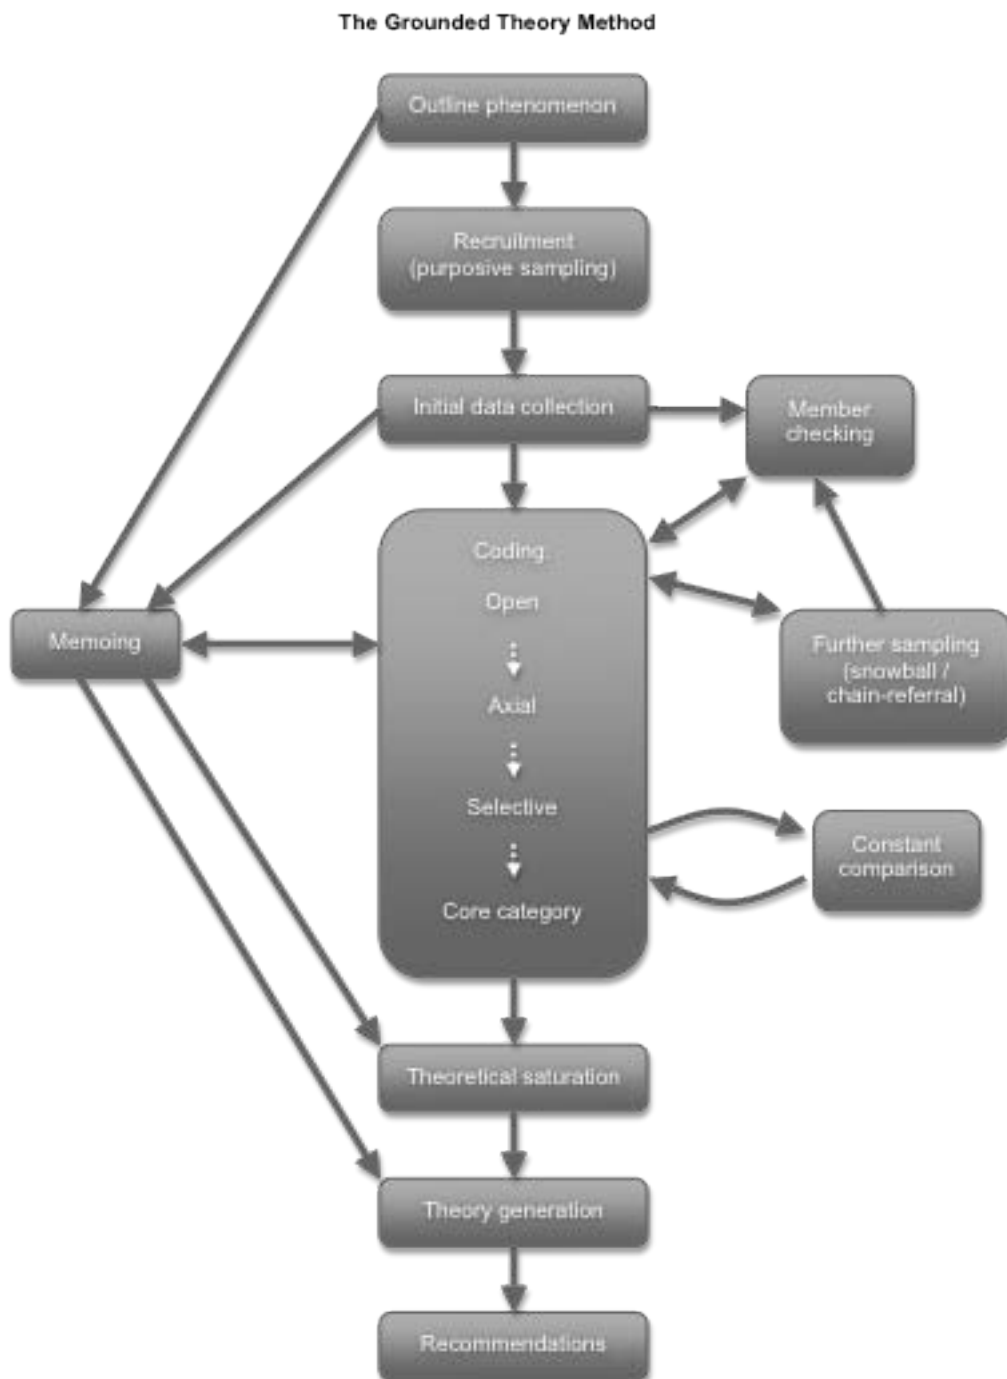 The Grounded Theory Method
Outline phenomenon
Recruitment
(purposive sampling)
Initial data collection
Member
checking
Coding
Open
Memoing
Further sampling
(snowball /
chain-referral)
Axial
Selective
Constant
comparison
Core category
Theoretical saturation
Theory generation
Recommendations